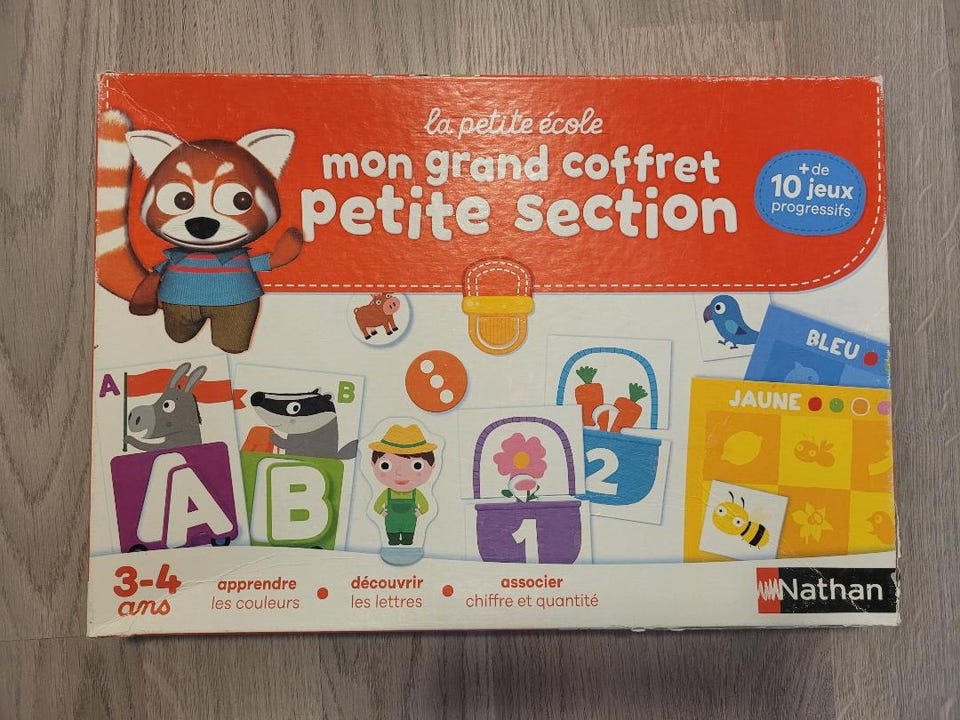 la petite école
mon grand coffret
petite section
+ de
10 jeux
progressifs
BLEU
JAUNE
A
B
A
B
2
1
3-4
ans
apprendre
les couleurs
découvrir
les lettres
associer
chiffre et quantité
Nathan